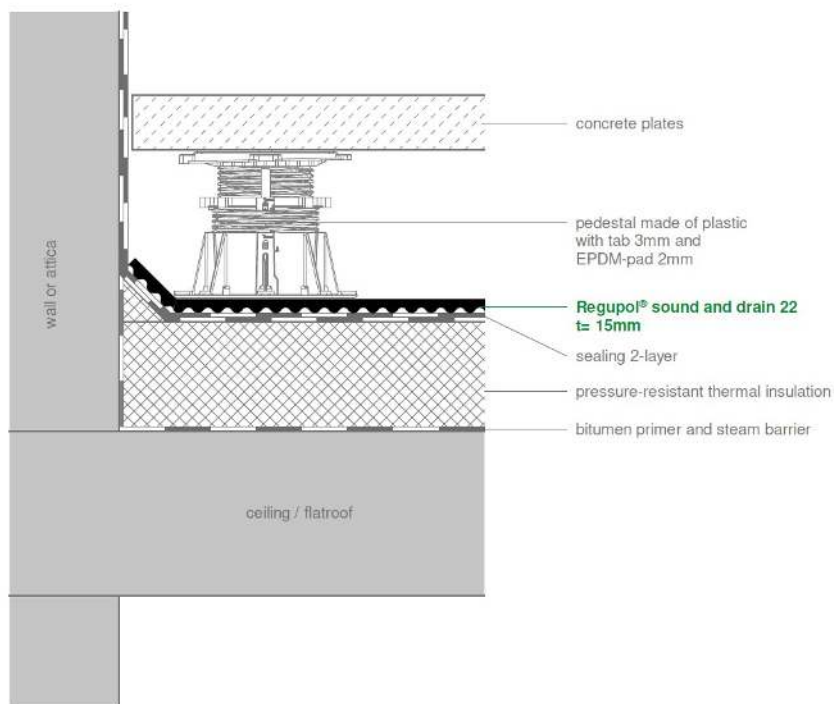 concrete plates
pedestal made of plastic
with tab 3mm and
EPDM-pad 2mm
wall or attica
Regupol® sound and drain 22
t= 15mm
sealing 2-layer
pressure-resistant thermal insulation
bitumen primer and steam barrier
ceiling / flatroof